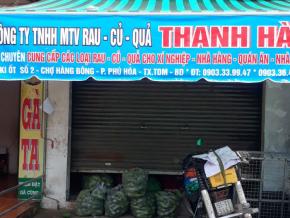 CÔNG TY TNHH MTV RAU - CỦ - QUẢ THANH HÀ
CHUYÊN CUNG CẤP CÁC LOẠI RAU - CỦ - QUẢ CHO XÍ NGHIỆP - NHÀ HÀNG - QUÁN ĂN - NHÀ
KI ỐT SỐ 2 - CHỢ HÀNG BÔNG - P. PHÚ HÒA - TX.TDM - BD * ĐT: 0903.33.99.47 * 0903.36.
GÀ
TA